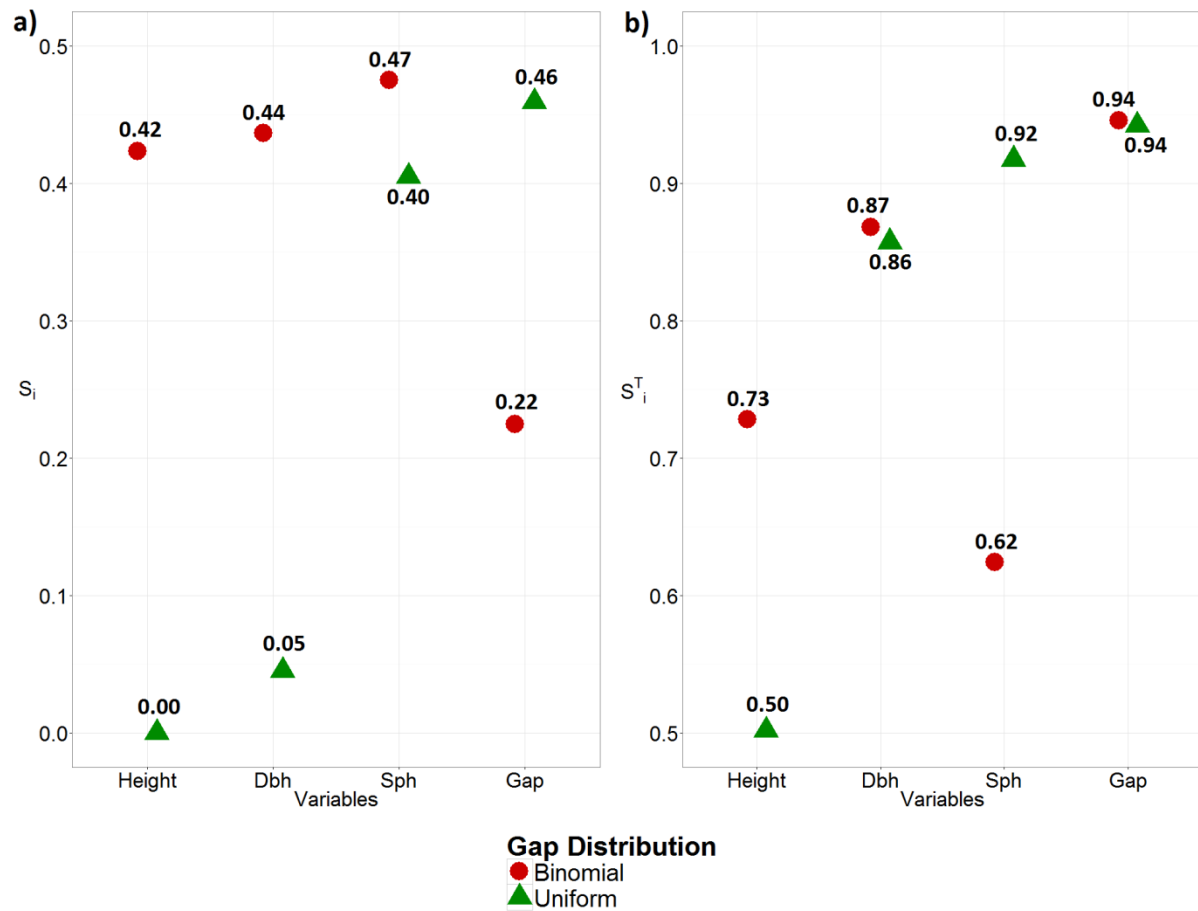 a)
0.5
0.4
0.3
0.2
0.1
0.0
Si
0.42
0.44
0.47
0.46
0.40
0.22
0.05
0.00
Height Dbh Sph Gap
Variables
b)
1.0
0.9
0.8
0.7
0.6
0.5
STi
0.94
0.92
0.94
0.87
0.86
0.73
0.62
0.50
Height Dbh Sph Gap
Variables
Gap Distribution
Binomial
Uniform